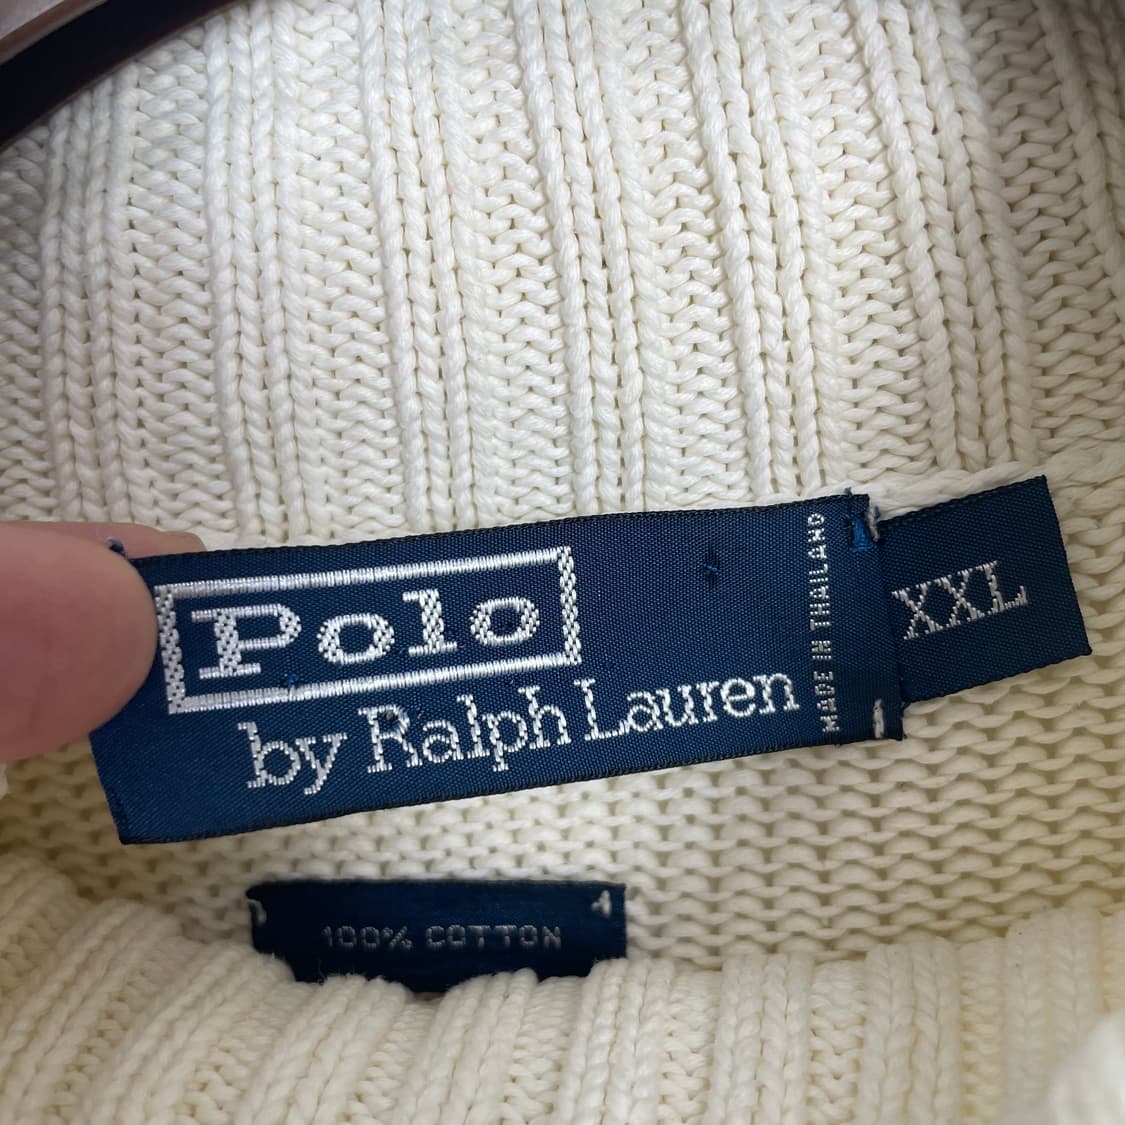 Polo
by Ralph Lauren
MADE IN THAILAND
XXL
100% COTTON